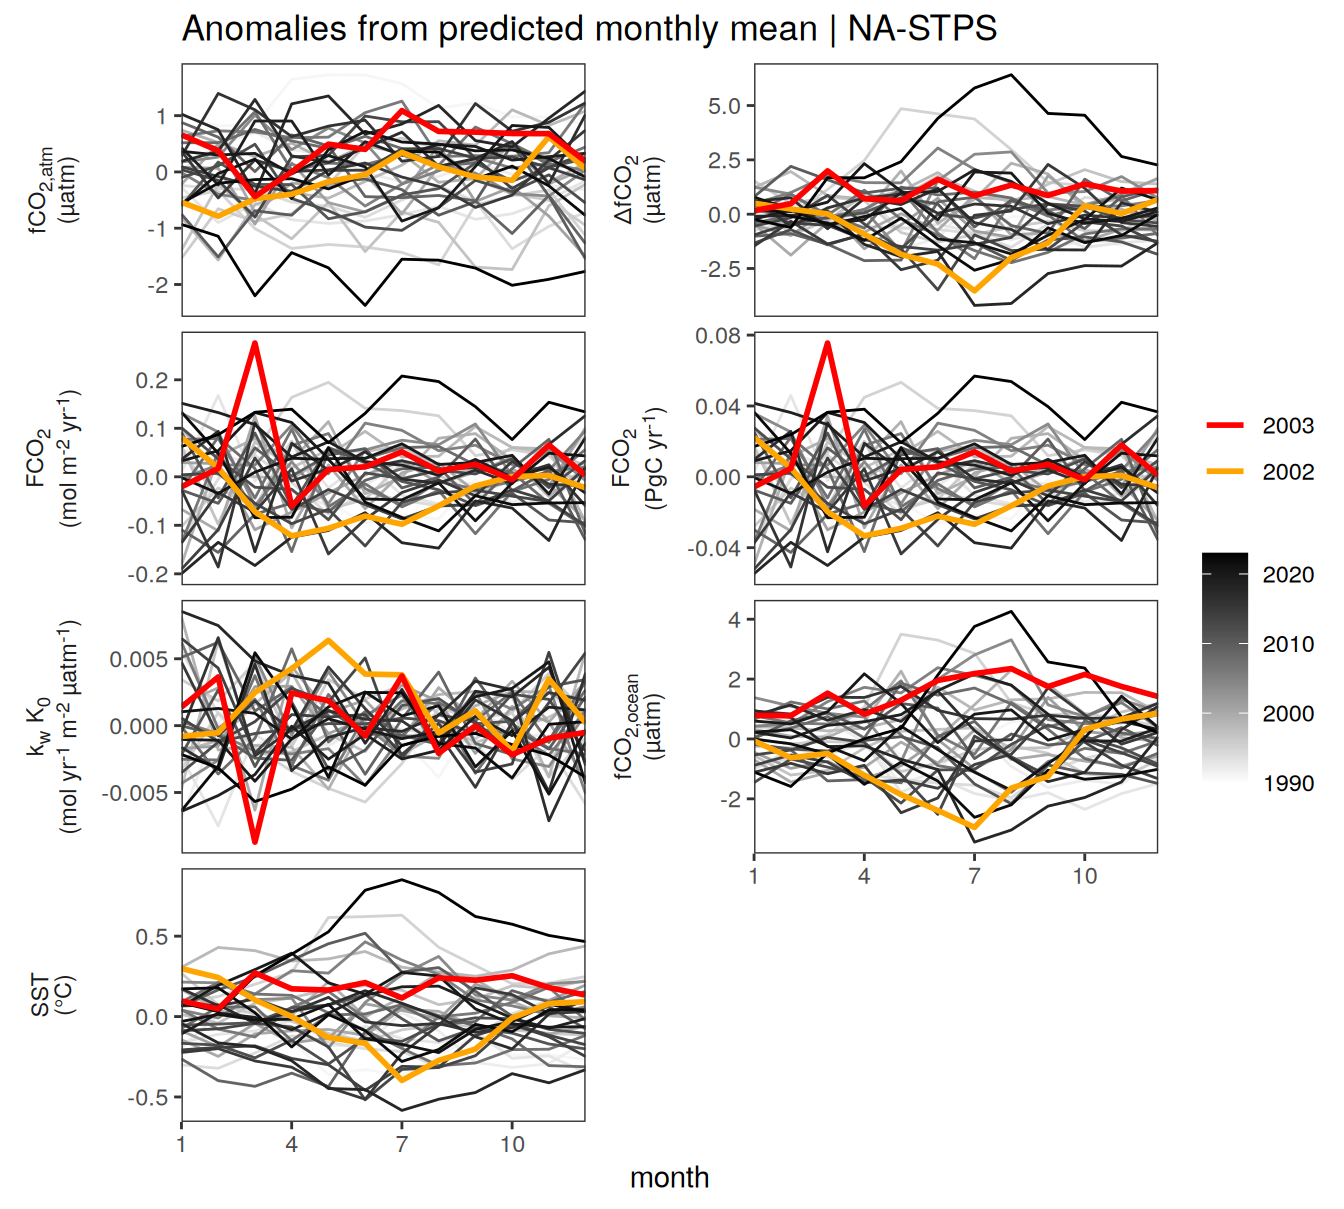 Anomalies from predicted monthly mean | NA-STPS
fCO2,atm
(µatm)
1
0
-1
-2
ΔfCO2
(µatm)
5.0
2.5
0.0
-2.5
FCO2
(mol m-2 yr-1)
0.2
0.1
0.0
-0.1
-0.2
FCO2
(PgC yr-1)
0.08
0.04
0.00
-0.04
kw K0
(mol yr-1 m-2 µatm-1)
0.005
0.000
-0.005
fCO2,ocean
(µatm)
4
2
0
-2
1 4 7 10
SST
(°C)
0.5
0.0
-0.5
1 4 7 10
month
2003
2002
2020
2010
2000
1990